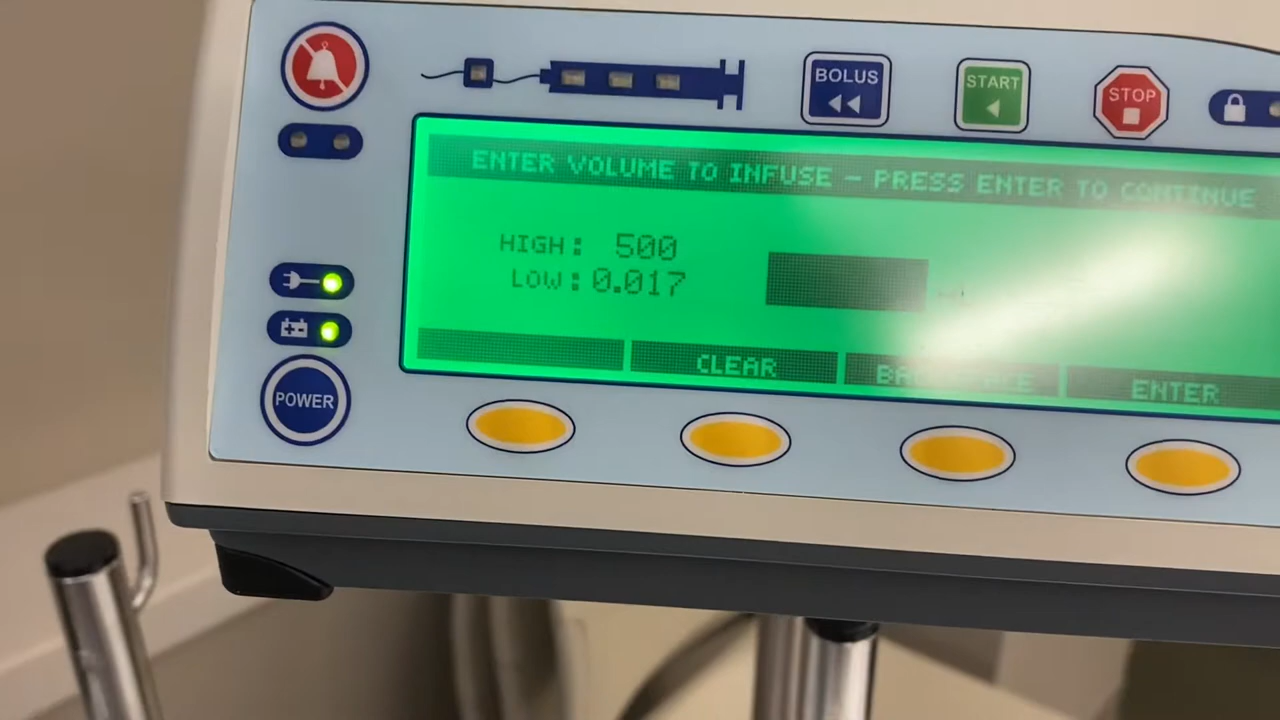 BOLUS
START
STOP
ENTER VOLUME TO INFUSE - PRESS ENTER TO CONTINUE
HIGH: 500
LOW: 0.017
CLEAR
ENTER
POWER